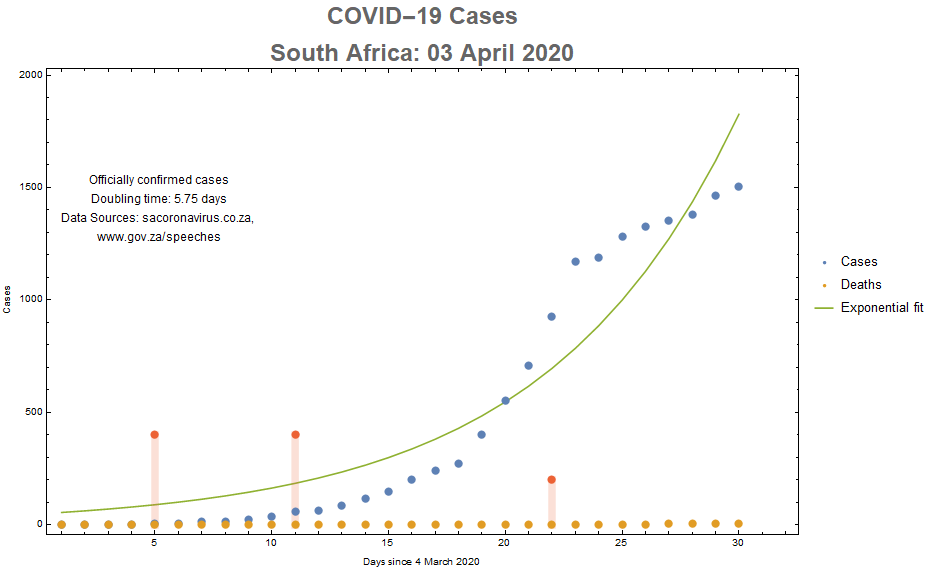 COVID–19 Cases
South Africa: 03 April 2020
2000
1500
1000
500
0
Cases
Officially confirmed cases
Doubling time: 5.75 days
Data Sources: sacoronavirus.co.za,
www.gov.za/speeches
5 10 15 20 25 30
Days since 4 March 2020
Cases
Deaths
Exponential fit